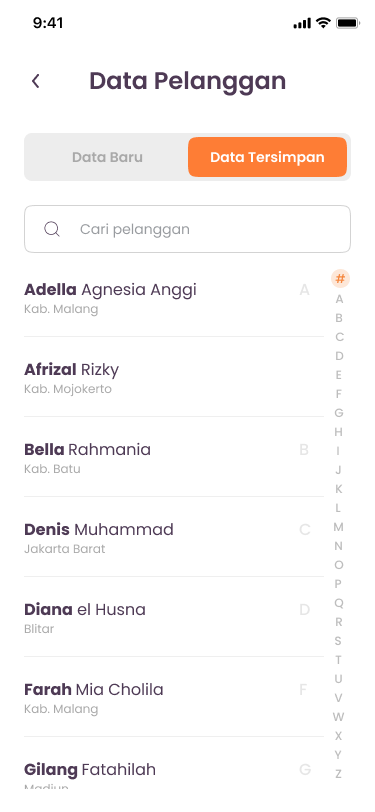 9:41
Data Pelanggan
Data Baru
Data Tersimpan
Cari pelanggan
Adella Agnesia Anggi
A
Kab. Malang
Afrizal Rizky
Kab. Mojokerto
Bella Rahmania
B
Kab. Batu
Denis Muhammad
C
Jakarta Barat
Diana el Husna
D
Blitar
Farah Mia Cholila
F
Kab. Malang
Gilang Fatahilah
G
Madiun
#
A
B
C
D
E
F
G
H
I
J
K
L
M
N
O
P
Q
R
S
T
U
V
W
X
Y
Z